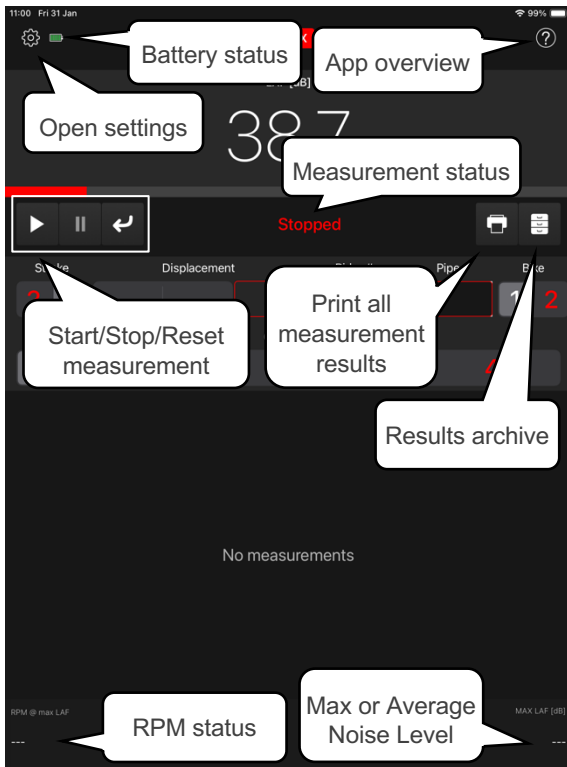 11:00 Fri 31 Jan
99%
Battery status
App overview
Open settings
38.7
Measurement status
Stopped
Displacement
Print all
measurement
results
Start/Stop/Reset
measurement
1 2
Results archive
No measurements
RPM @ max LAF
MAX LAF [dB]
RPM status
Max or Average
Noise Level
---
---